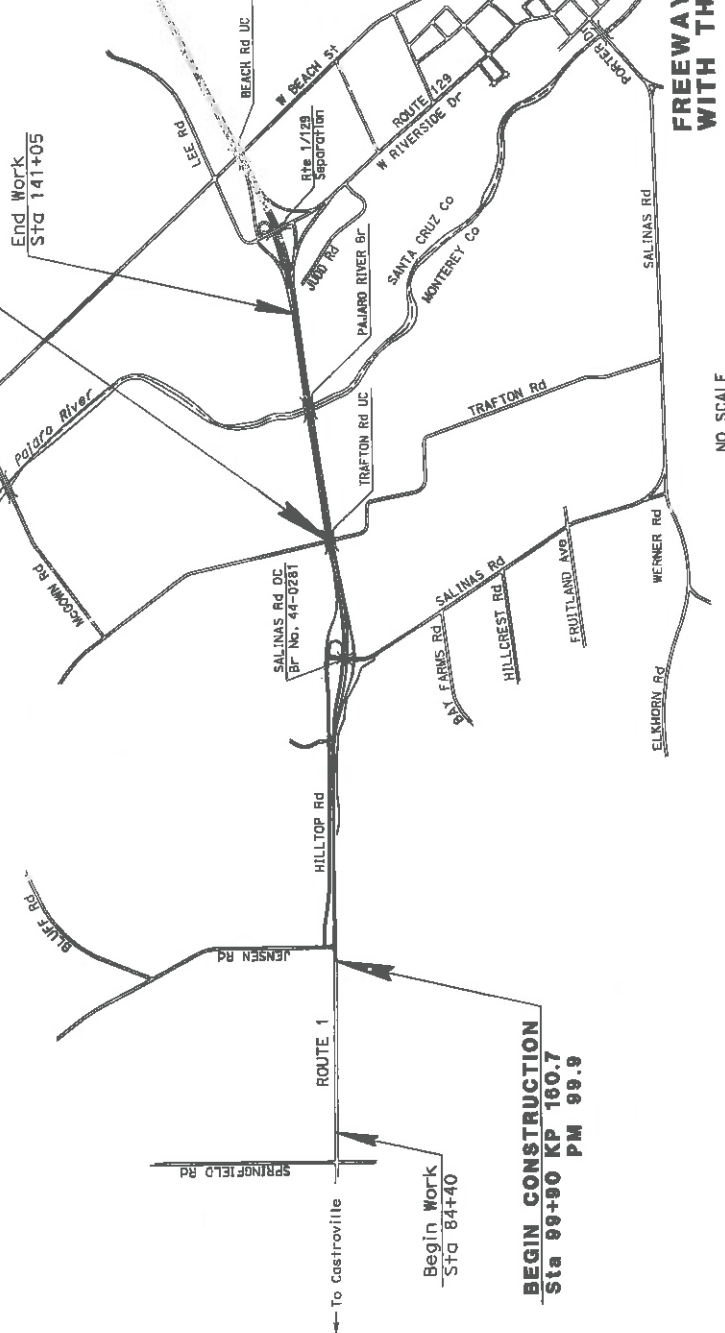 End Work
Sta 141+05
LEE Rd
BEACH Rd UC
W BEACH St
Rte 1/129
Separation
ROUTE 129
W RIVERSIDE Dr
JUDD Rd
PORTER Dr
FREEWAY
WITH TH
SANTA CRUZ Co
MONTEREY Co
PAJARO RIVER Br
Pajaro River
SALINAS Rd
TRAFTON Rd UC
TRAFTON Rd
NO SCALE
McGOWN Rd
SALINAS Rd OC
Br No. 44-0281
SALINAS Rd
BAY FARMS Rd
HILLCREST Rd
FRUITLAND Ave
WERNER Rd
ELKHORN Rd
HILLTOP Rd
BLUFF Rd
JENSEN Rd
ROUTE 1
SPRINGFIELD Rd
To Castroville
Begin Work
Sta 84+40
BEGIN CONSTRUCTION
Sta 99+90 KP 160.7
PM 99.9